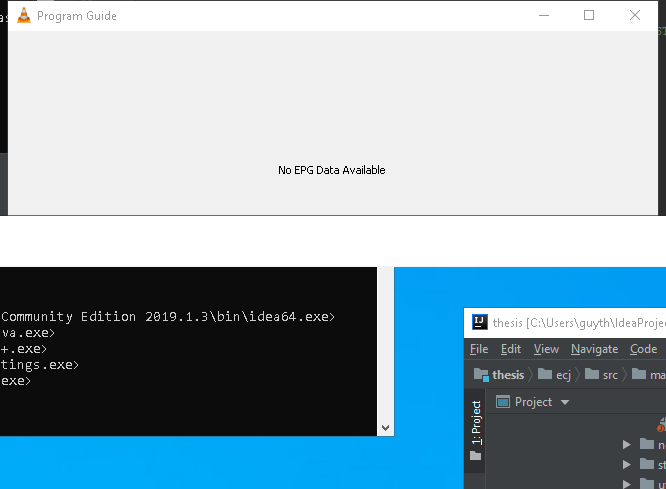 Program Guide
No EPG Data Available
Community Edition 2019.1.3\bin\idea64.exe>
va.exe>
+.exe>
tings.exe>
exe>
thesis [C:\Users\guyth\IdeaProje
File Edit View Navigate Code
thesis ecj src ma
Project
1: Project
n
st